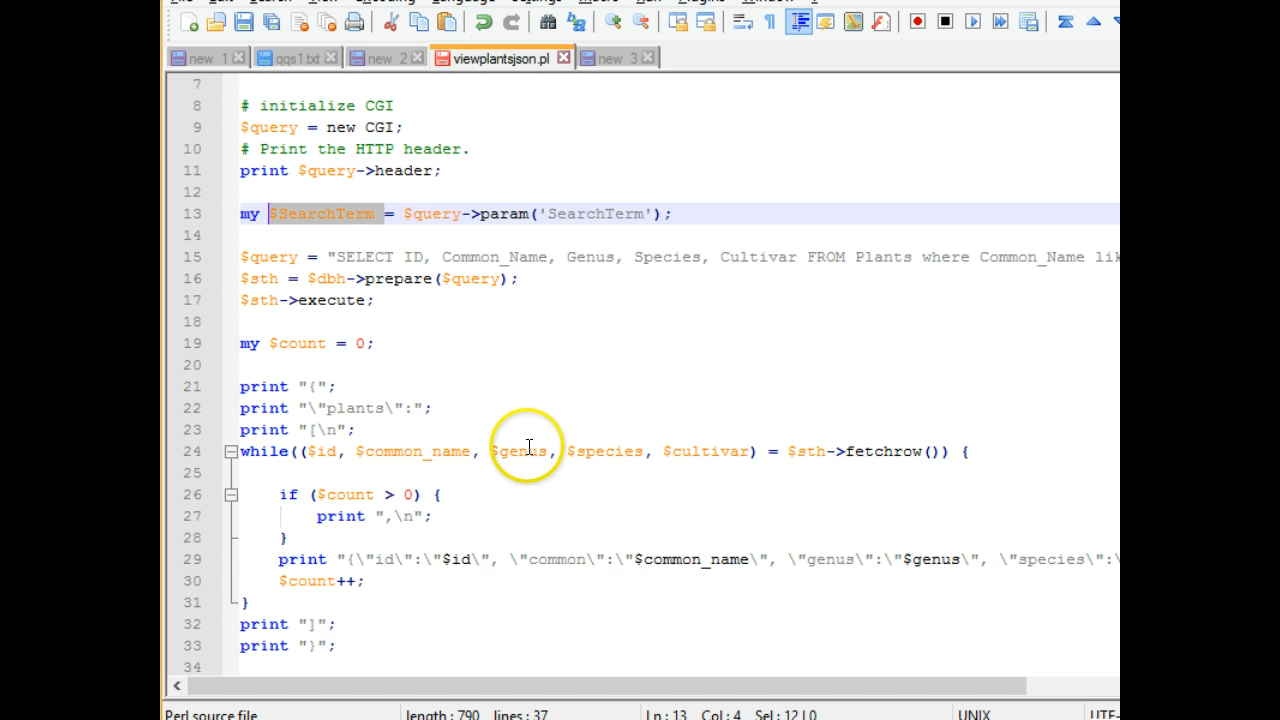 new 1 qqs1.txt new 2 viewplantsjson.pl new 3
7
8 # initialize CGI
9 $query = new CGI;
10 # Print the HTTP header.
11 print $query->header;
12
13 my $SearchTerm = $query->param('SearchTerm');
14
15 $query = "SELECT ID, Common_Name, Genus, Species, Cultivar FROM Plants where Common_Name lik
16 $sth = $dbh->prepare($query);
17 $sth->execute;
18
19 my $count = 0;
20
21 print "{";
22 print "\"plants\":";
23 print "[\n";
24 while(($id, $common_name, $genus, $species, $cultivar) = $sth->fetchrow()) {
25
26 if ($count > 0) {
27 print ",\n";
28 }
29 print "{\"id\":\"$id\", \"common\":\"$common_name\", \"genus\":\"$genus\", \"species\":\
30 $count++;
31 }
32 print "]";
33 print "}";
34
Perl source file length : 790 lines : 37 Ln : 13 Col : 4 Sel : 12 | 0 UNIX UTF-